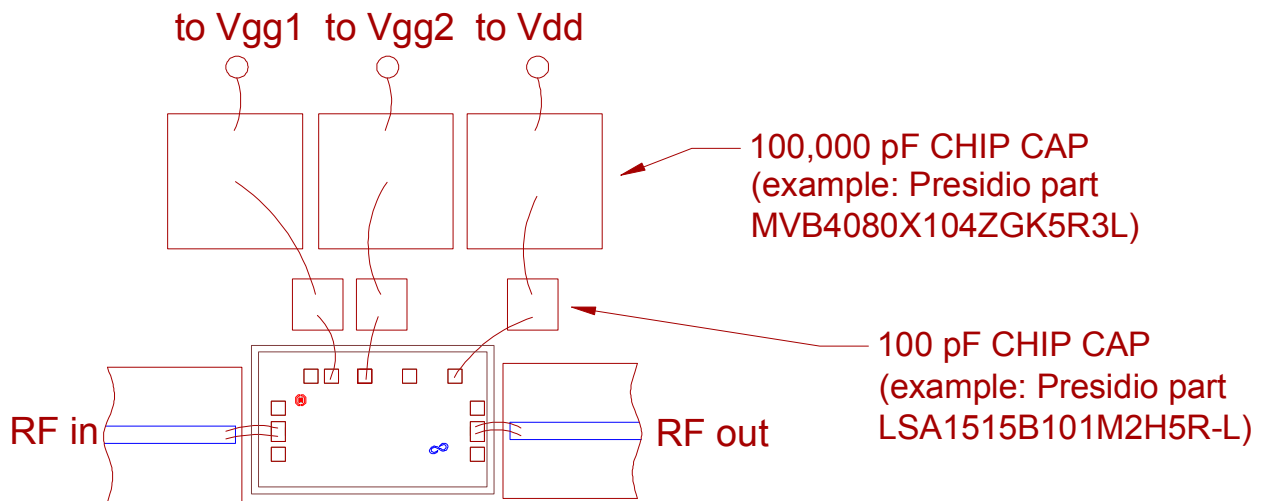 to Vgg1 to Vgg2 to Vdd
100,000 pF CHIP CAP
(example: Presidio part
MVB4080X104ZGK5R3L)
100 pF CHIP CAP
(example: Presidio part
LSA1515B101M2H5R-L)
RF in
RF out